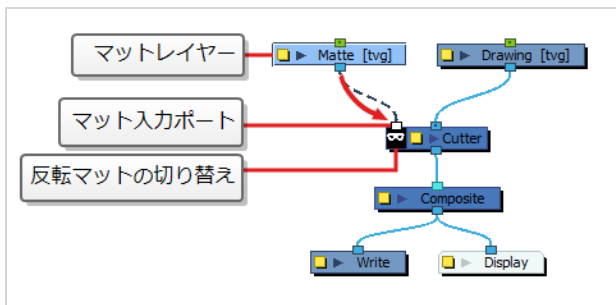 マットレイヤー
Matte [tvg]
Drawing [tvg]
マット入力ポート
Cutter
反転マットの切り替え
Composite
Write
Display